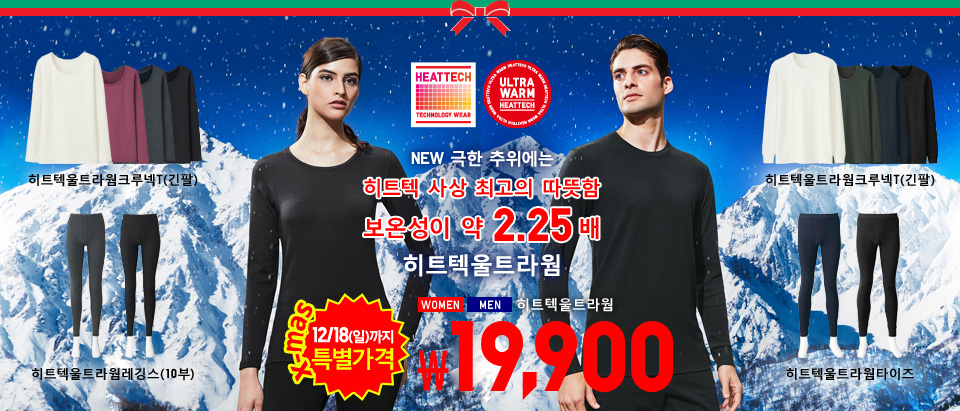 HEATTECH
TECHNOLOGY WEAR
ULTRA WARM HEATTECH
ULTRA
WARM
HEATTECH
NEW 극한 추위에는
히트텍 사상 최고의 따뜻함
보온성이 약 2.25 배
히트텍울트라웜
히트텍울트라웜크루넥T(긴팔)
히트텍울트라웜크루넥T(긴팔)
히트텍울트라웜레깅스(10부)
히트텍울트라웜타이즈
X-mas
12/18(일)까지
특별가격
WOMEN MEN 히트텍울트라웜
₩19,900